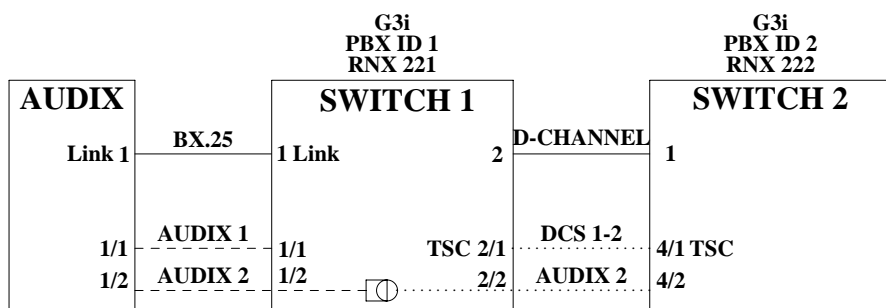 G3i
PBX ID 1
RNX 221
G3i
PBX ID 2
RNX 222
AUDIX
SWITCH 1
SWITCH 2
Link 1
BX.25
1 Link
2
D-CHANNEL
1
1/1
AUDIX 1
1/1
TSC 2/1
DCS 1-2
4/1 TSC
1/2
AUDIX 2
1/2
2/2
AUDIX 2
4/2